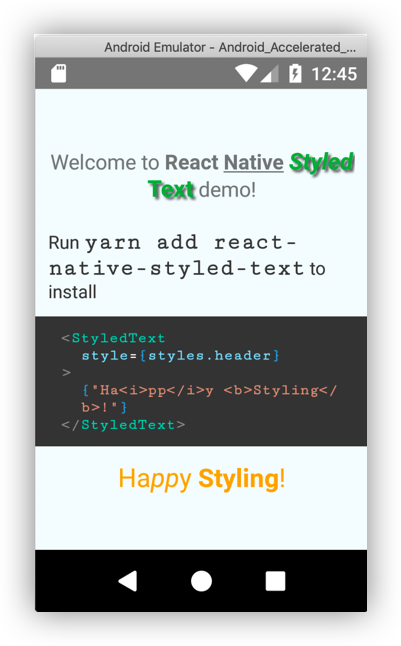 Android Emulator - Android_Accelerated_...
12:45
Welcome to React Native Styled
Text demo!
Run yarn add react-
native-styled-text to
install
<StyledText
style={styles.header}
>
{"Ha<i>pp</i>y <b>Styling</
b>!"}
</StyledText>
Happy Styling!